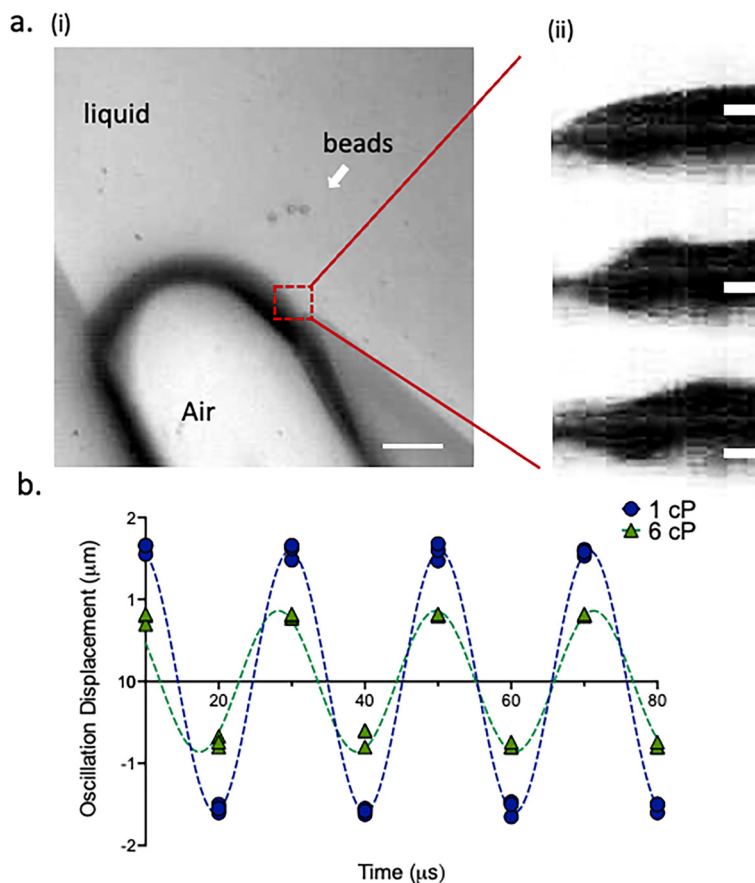 a. (i)
(ii)
liquid
beads
Air
b.
1 cP
6 cP
2
1
10
-1
-2
20
40
60
80
Oscillation Displacement (μm)
Time (μs)